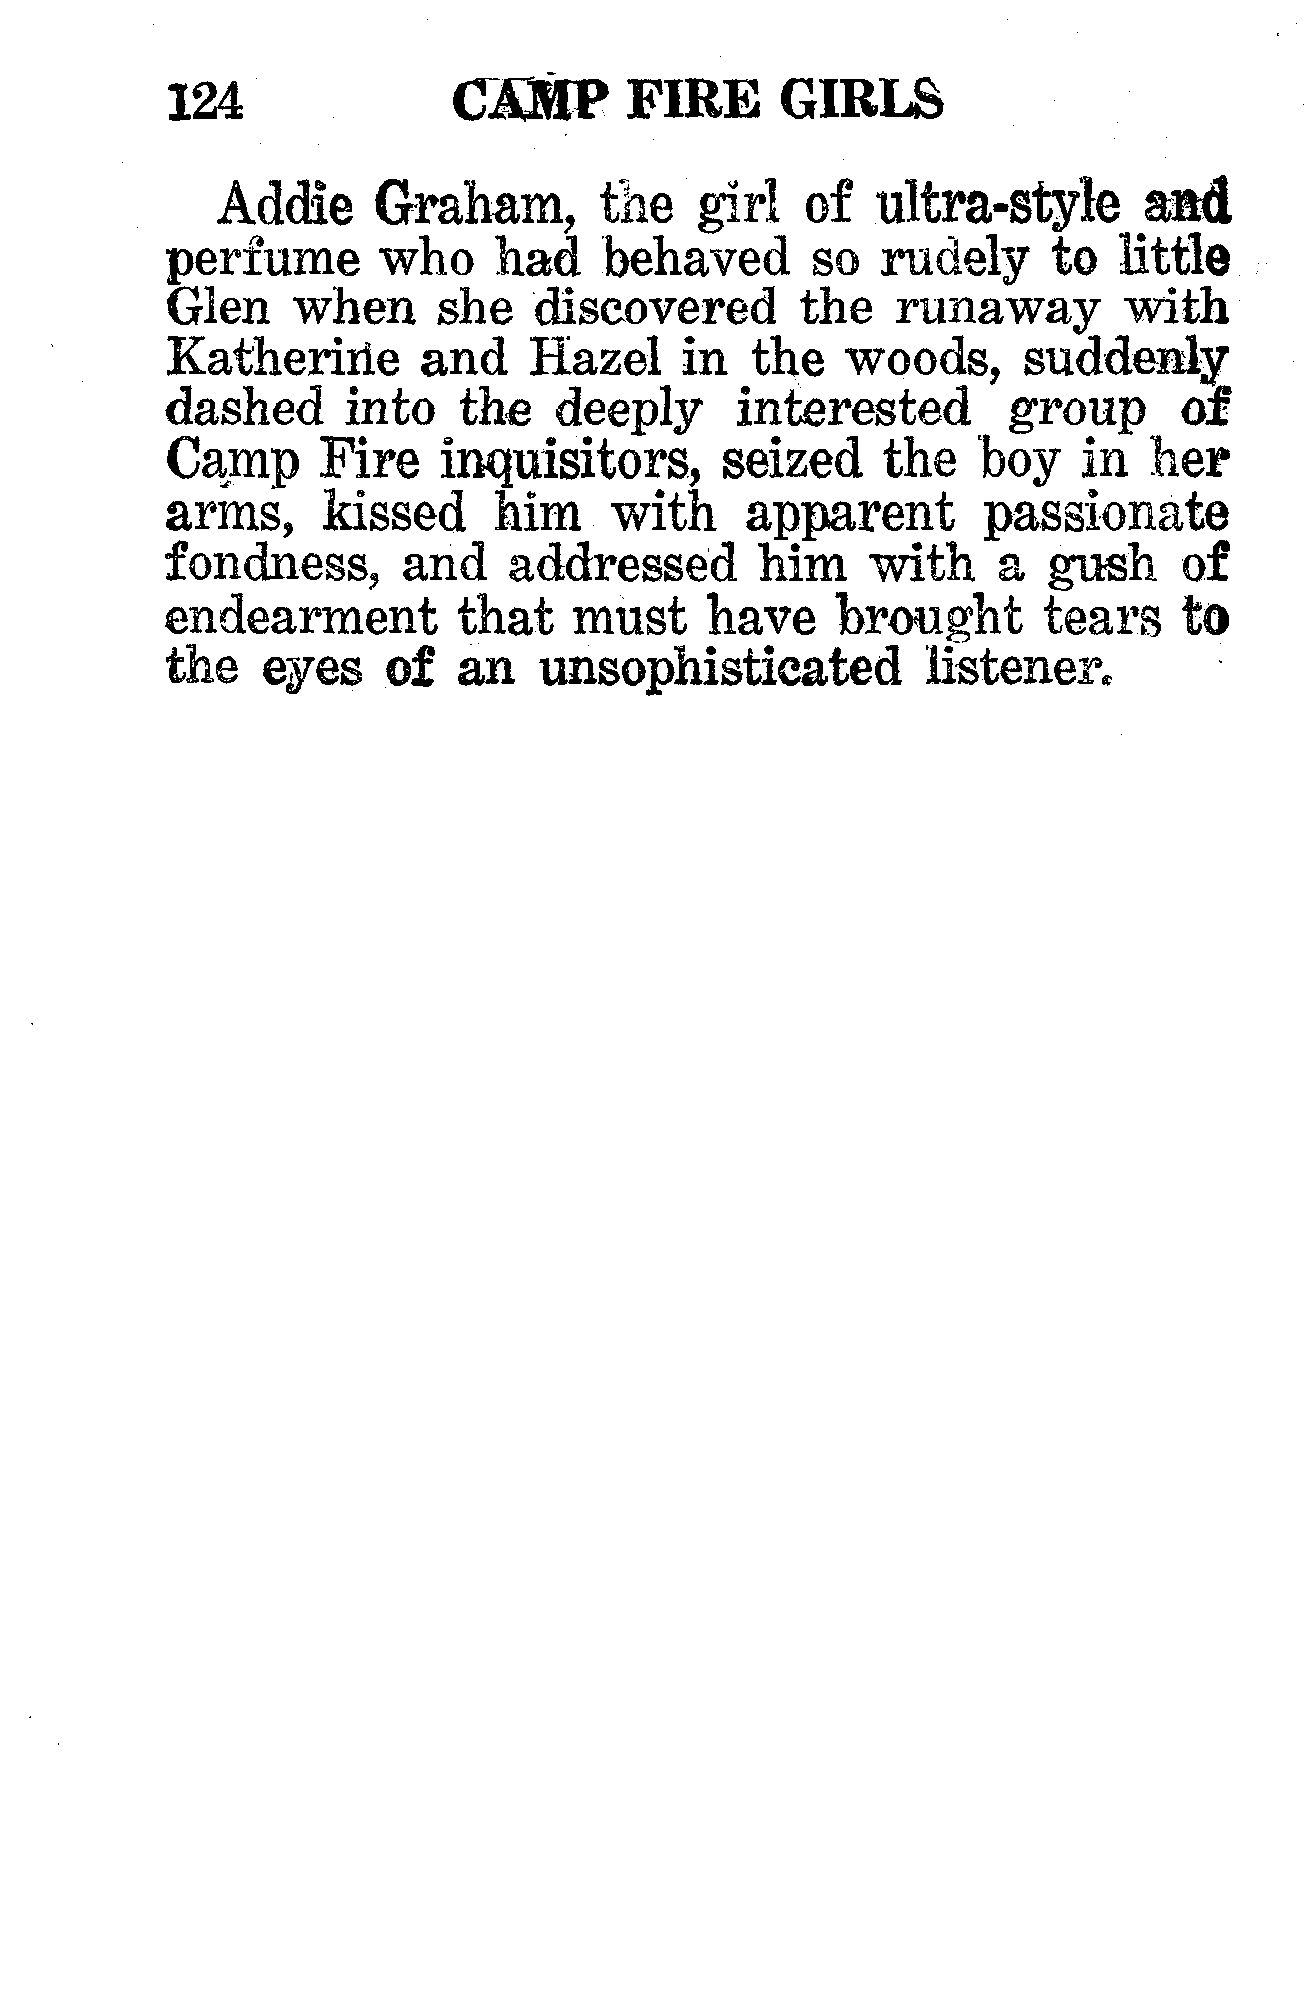 124 CAMP FIRE GIRLS
Addie Graham, the girl of ultra-style and
perfume who had behaved so rudely to little
Glen when she discovered the runaway with
Katherine and Hazel in the woods, suddenly
dashed into the deeply interested group of
Camp Fire inquisitors, seized the boy in her
arms, kissed him with apparent passionate
fondness, and addressed him with a gush of
endearment that must have brought tears to
the eyes of an unsophisticated listener.